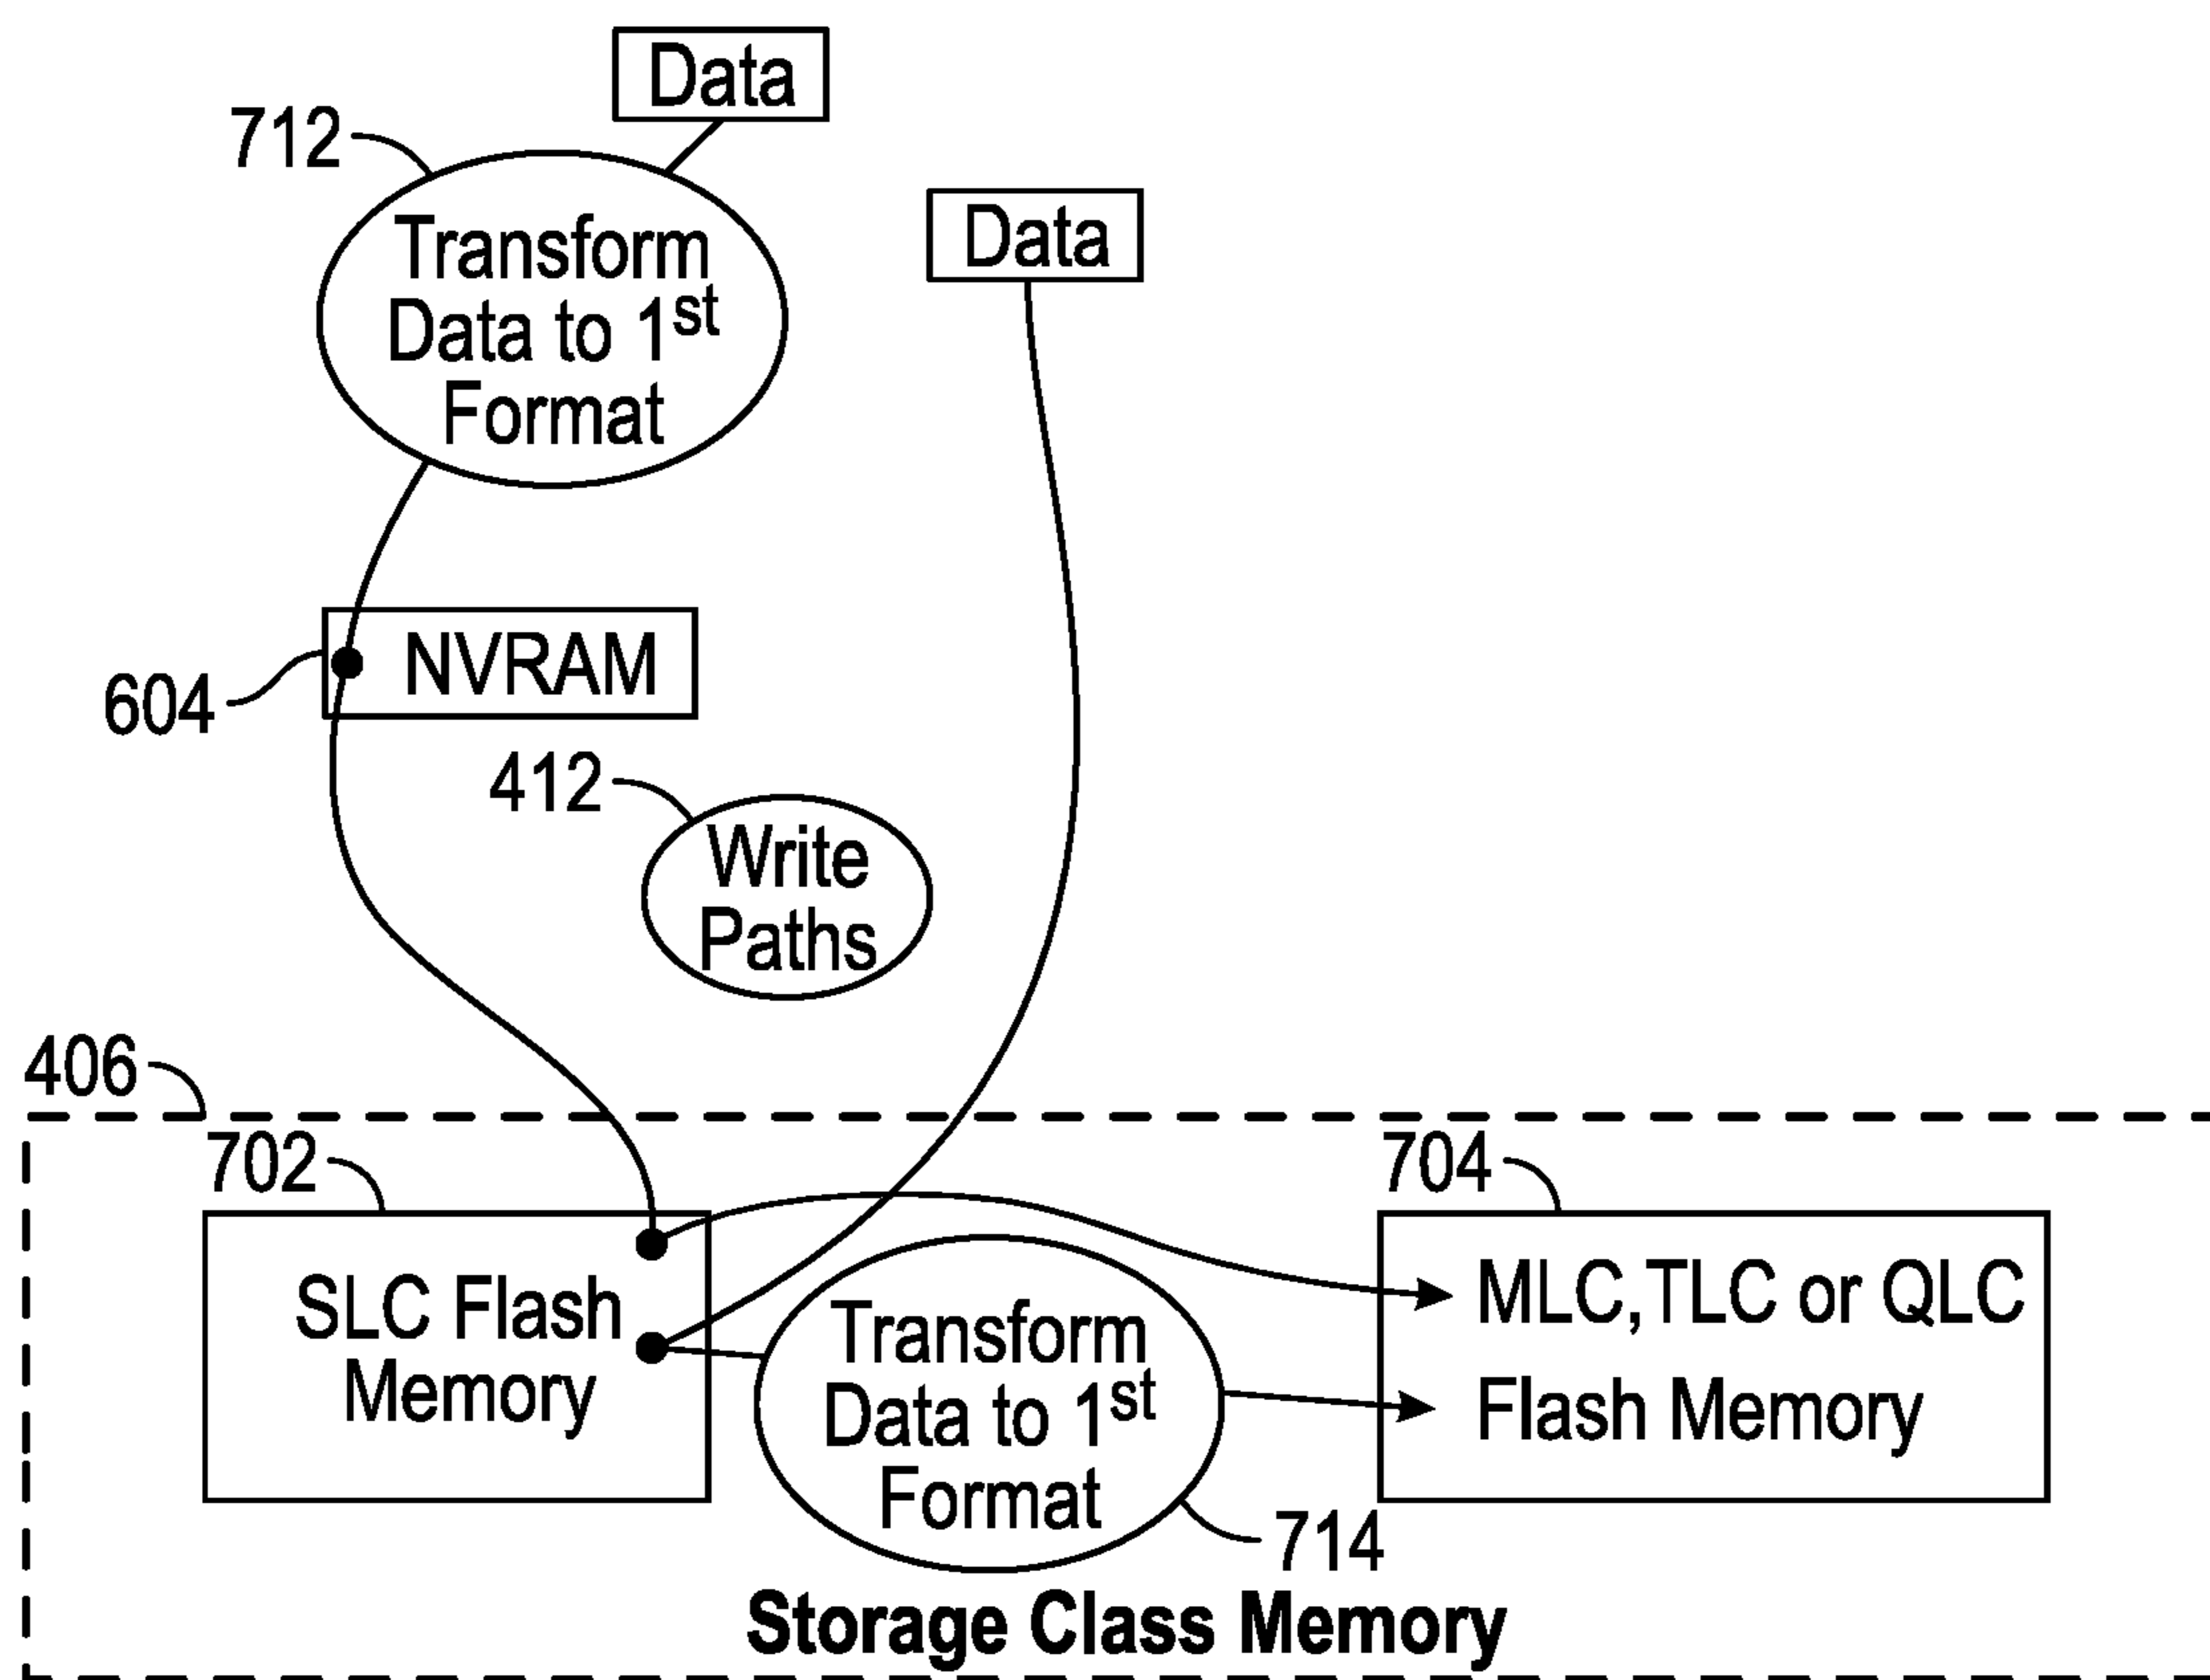 Data
712
Transform
Data to 1st
Format
Data
604
NVRAM
412
Write
Paths
406
702
SLC Flash
Memory
704
MLC, TLC or QLC
Flash Memory
Transform
Data to 1st
Format
714
Storage Class Memory